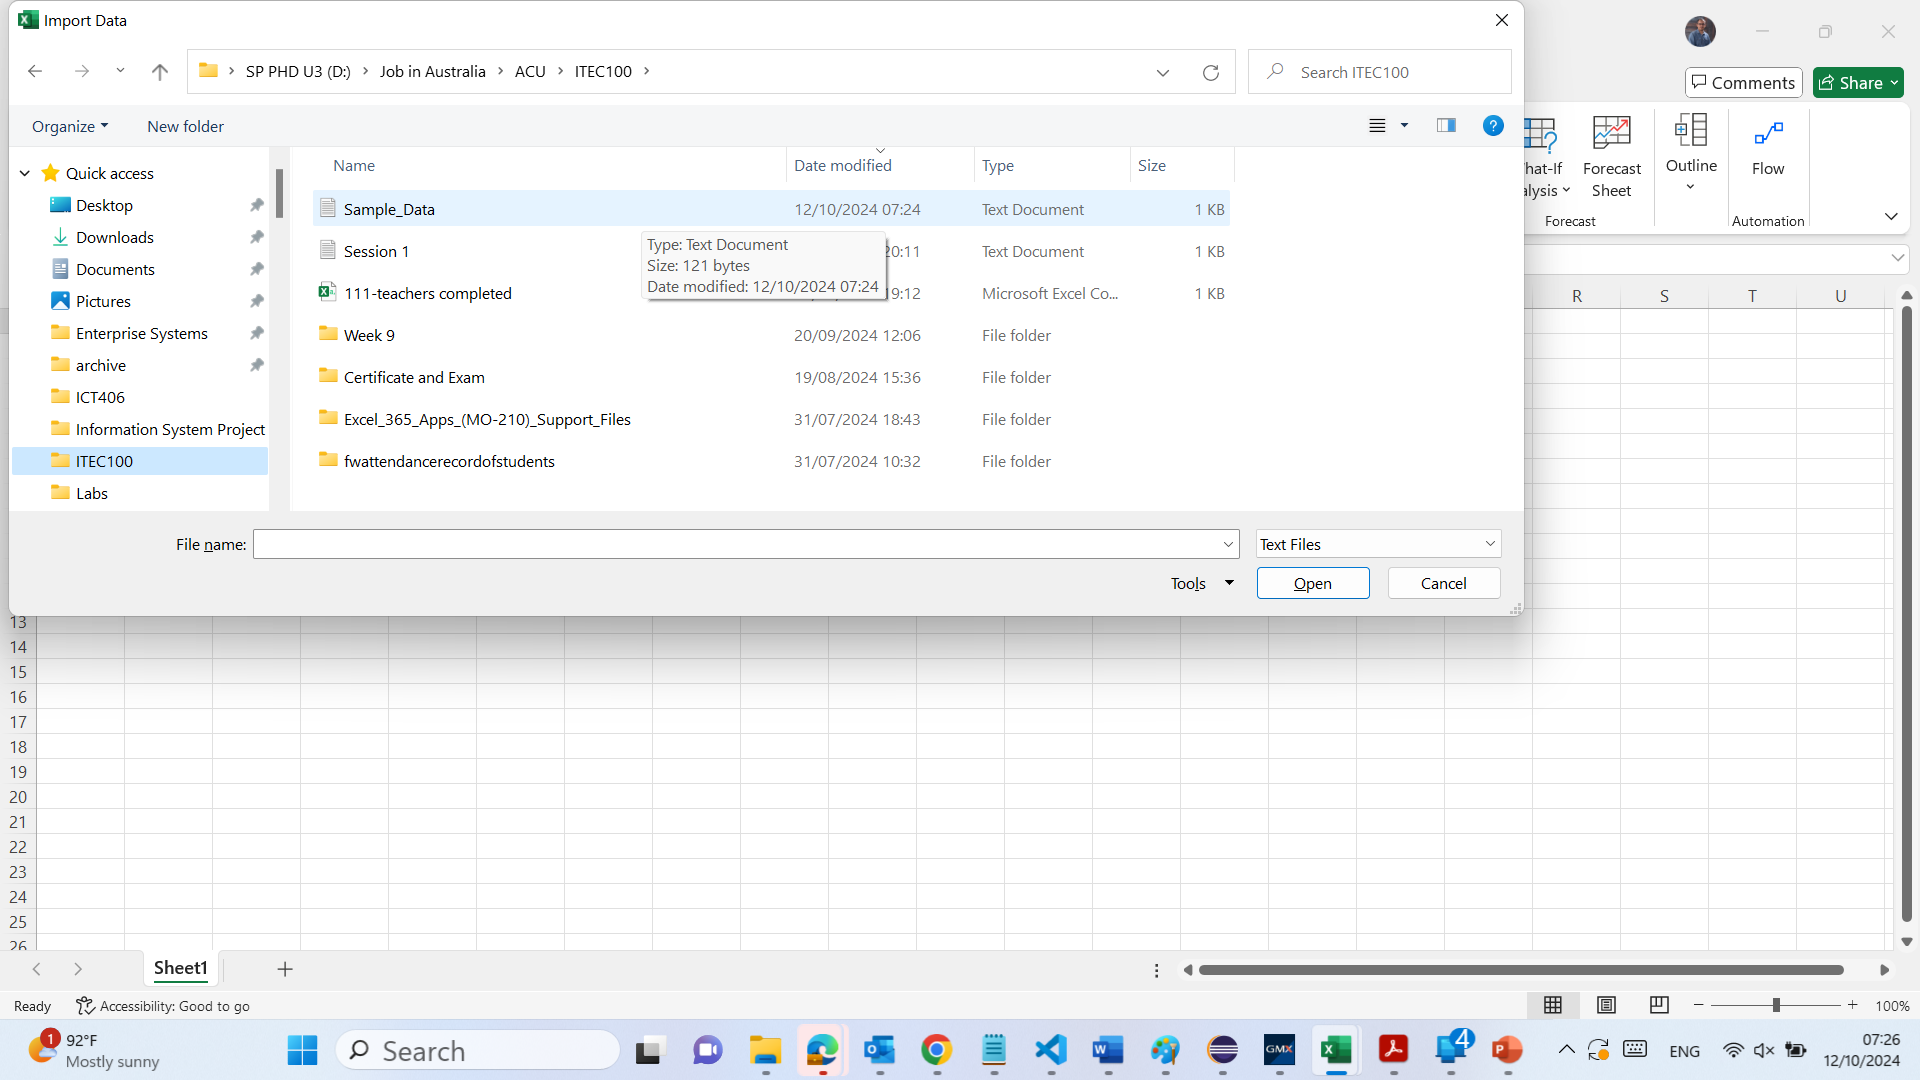 Import Data
SP PHD U3 (D:) Job in Australia ACU ITEC100
Search ITEC100
Comments
Share
Organize New folder
Name Date modified Type Size
Quick access
Desktop
Downloads
Documents
Pictures
Enterprise Systems
archive
ICT406
Information System Project
ITEC100
Labs
Sample_Data 12/10/2024 07:24 Text Document 1 KB
Session 1 20:11 Text Document 1 KB
Type: Text Document
Size: 121 bytes
Date modified: 12/10/2024 07:24
111-teachers completed 19:12 Microsoft Excel Co... 1 KB
Week 9 20/09/2024 12:06 File folder
Certificate and Exam 19/08/2024 15:36 File folder
Excel_365_Apps_(MO-210)_Support_Files 31/07/2024 18:43 File folder
fwattendancerecordofstudents 31/07/2024 10:32 File folder
File name:
Text Files
Tools Open Cancel
hat-If
alysis
Forecast
Sheet
Outline
Flow
Forecast
Automation
R S T U
13
14
15
16
17
18
19
20
21
22
23
24
25
26
Sheet1
Ready Accessibility: Good to go
100%
1
92°F
Mostly sunny
Search
GMX
4
ENG
07:26
12/10/2024